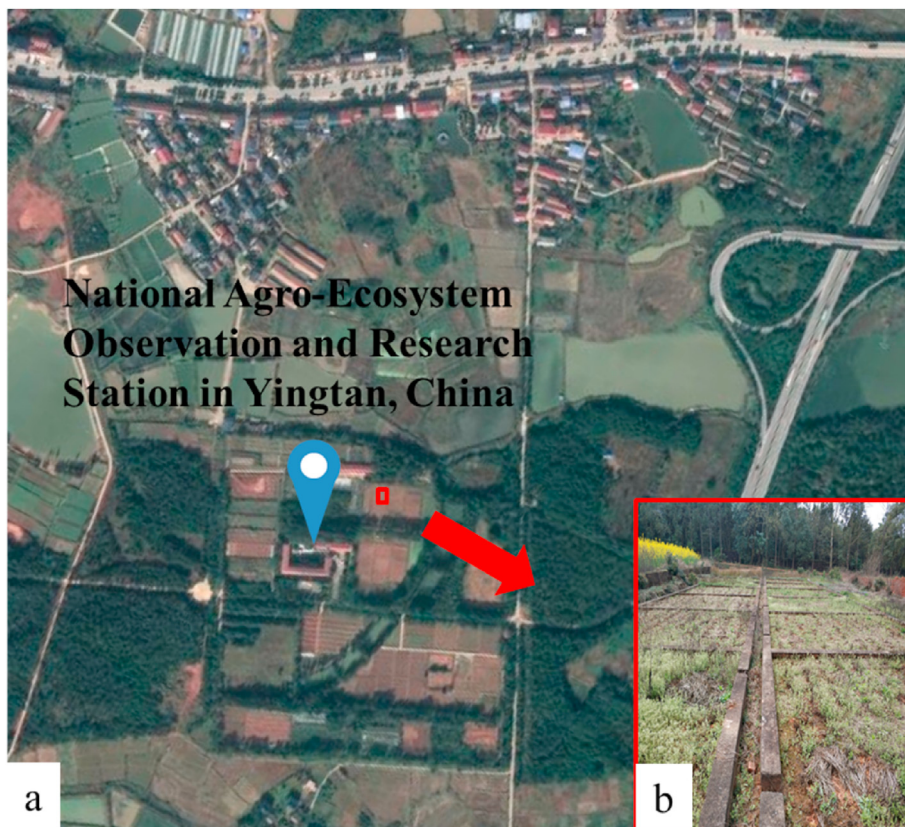 National Agro-Ecosystem
Observation and Research
Station in Yingtan, China
a
b